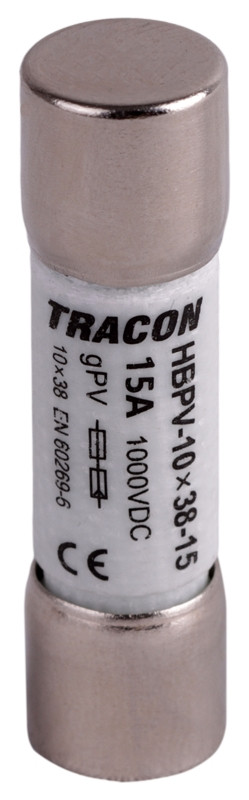 TRACON
HBPV-10×38-15
15A 1000VDC
gPV
10×38 EN 60269-6
CE